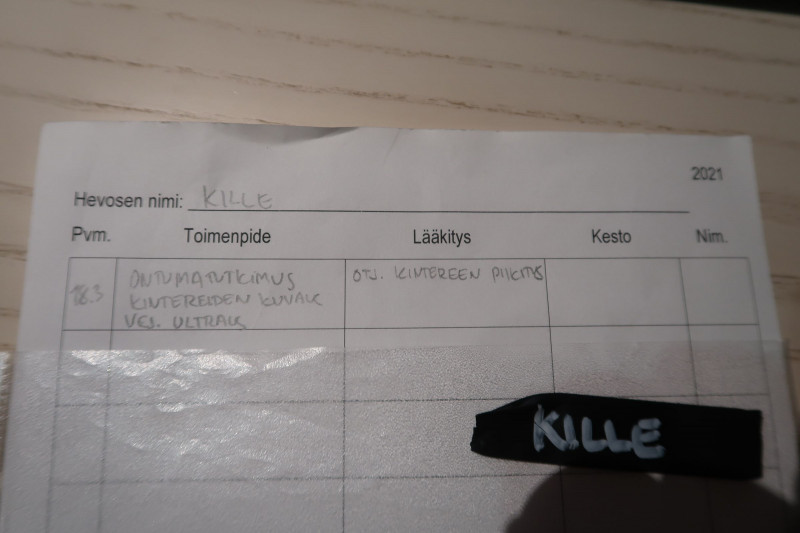 2021
Hevosen nimi: KILLE
Pvm. Toimenpide Lääkitys Kesto Nim.
18.3 ONTUMATUTKIMUS OTJ. KINTEREEN PIIKITYS
KINTEREIDEN KUVAUS
VEJ. ULTRAUS
KILLE